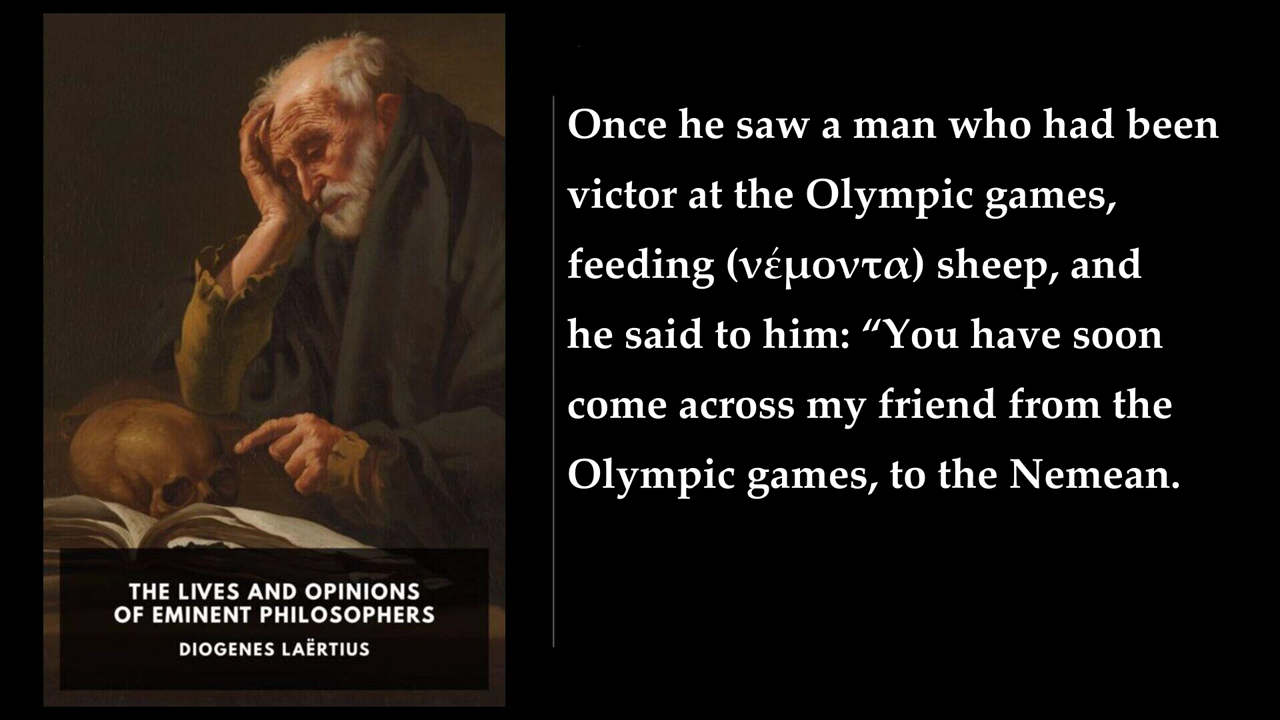 Once he saw a man who had been
victor at the Olympic games,
feeding (νέμοντα) sheep, and
he said to him: “You have soon
come across my friend from the
Olympic games, to the Nemean.
THE LIVES AND OPINIONS
OF EMINENT PHILOSOPHERS
DIOGENES LAËRTIUS